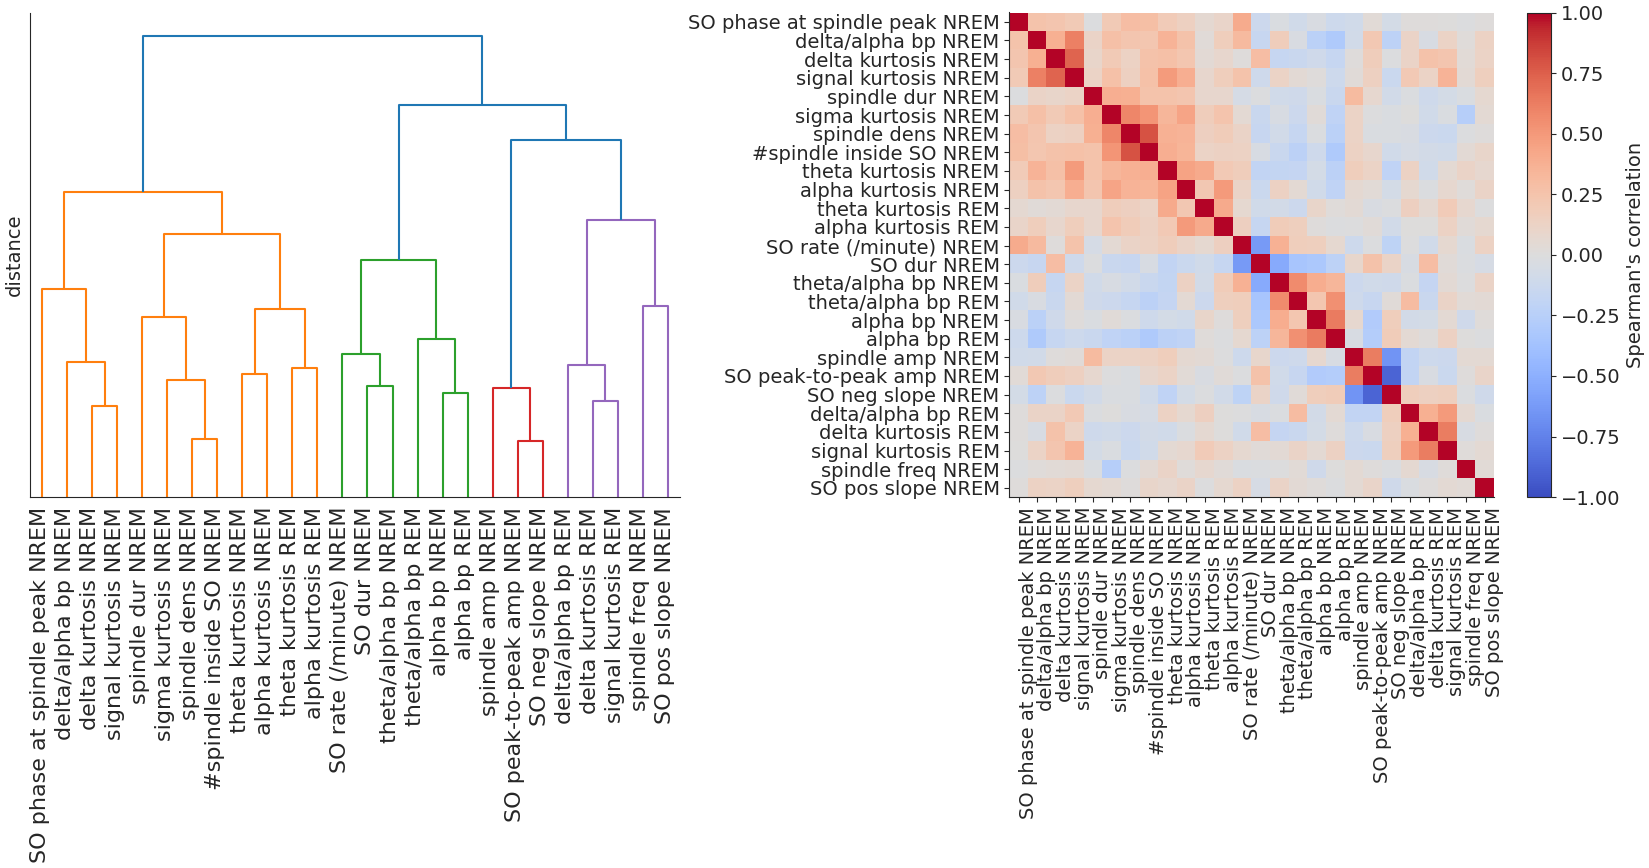 distance
SO phase at spindle peak NREM
delta/alpha bp NREM
delta kurtosis NREM
signal kurtosis NREM
spindle dur NREM
sigma kurtosis NREM
spindle dens NREM
#spindle inside SO NREM
theta kurtosis NREM
alpha kurtosis NREM
theta kurtosis REM
alpha kurtosis REM
SO rate (/minute) NREM
SO dur NREM
theta/alpha bp NREM
theta/alpha bp REM
alpha bp NREM
alpha bp REM
spindle amp NREM
SO peak-to-peak amp NREM
SO neg slope NREM
delta/alpha bp REM
delta kurtosis REM
signal kurtosis REM
spindle freq NREM
SO pos slope NREM
SO phase at spindle peak NREM
delta/alpha bp NREM
delta kurtosis NREM
signal kurtosis NREM
spindle dur NREM
sigma kurtosis NREM
spindle dens NREM
#spindle inside SO NREM
theta kurtosis NREM
alpha kurtosis NREM
theta kurtosis REM
alpha kurtosis REM
SO rate (/minute) NREM
SO dur NREM
theta/alpha bp NREM
theta/alpha bp REM
alpha bp NREM
alpha bp REM
spindle amp NREM
SO peak-to-peak amp NREM
SO neg slope NREM
delta/alpha bp REM
delta kurtosis REM
signal kurtosis REM
spindle freq NREM
SO pos slope NREM
SO phase at spindle peak NREM
delta/alpha bp NREM
delta kurtosis NREM
signal kurtosis NREM
spindle dur NREM
sigma kurtosis NREM
spindle dens NREM
#spindle inside SO NREM
theta kurtosis NREM
alpha kurtosis NREM
theta kurtosis REM
alpha kurtosis REM
SO rate (/minute) NREM
SO dur NREM
theta/alpha bp NREM
theta/alpha bp REM
alpha bp NREM
alpha bp REM
spindle amp NREM
SO peak-to-peak amp NREM
SO neg slope NREM
delta/alpha bp REM
delta kurtosis REM
signal kurtosis REM
spindle freq NREM
SO pos slope NREM
1.00
0.75
0.50
0.25
0.00
−0.25
−0.50
−0.75
−1.00
Spearman's correlation